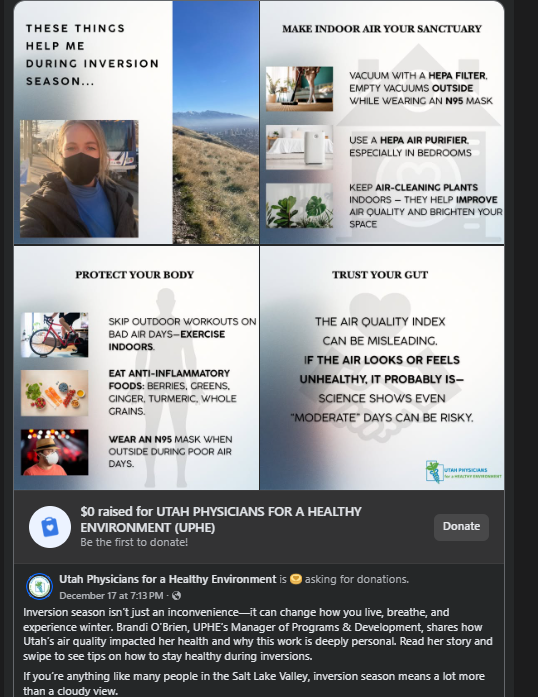 THESE THINGS
HELP ME
DURING INVERSION
SEASON...
MAKE INDOOR AIR YOUR SANCTUARY
VACUUM WITH A HEPA FILTER,
EMPTY VACUUMS OUTSIDE
WHILE WEARING AN N95 MASK
USE A HEPA AIR PURIFIER,
ESPECIALLY IN BEDROOMS
KEEP AIR-CLEANING PLANTS
INDOORS – THEY HELP IMPROVE
AIR QUALITY AND BRIGHTEN YOUR
SPACE
PROTECT YOUR BODY
SKIP OUTDOOR WORKOUTS ON
BAD AIR DAYS—EXERCISE
INDOORS.
EAT ANTI-INFLAMMATORY
FOODS: BERRIES, GREENS,
GINGER, TURMERIC, WHOLE
GRAINS.
WEAR AN N95 MASK WHEN
OUTSIDE DURING POOR AIR
DAYS.
TRUST YOUR GUT
THE AIR QUALITY INDEX
CAN BE MISLEADING.
IF THE AIR LOOKS OR FEELS
UNHEALTHY, IT PROBABLY IS—
SCIENCE SHOWS EVEN
"MODERATE" DAYS CAN BE RISKY.
UTAH PHYSICIANS
for a HEALTHY ENVIRONMENT
$0 raised for UTAH PHYSICIANS FOR A HEALTHY
ENVIRONMENT (UPHE)
Be the first to donate!
Donate
Utah Physicians for a Healthy Environment is asking for donations.
December 17 at 7:13 PM ·
Inversion season isn't just an inconvenience—it can change how you live, breathe, and
experience winter. Brandi O'Brien, UPHE's Manager of Programs & Development, shares how
Utah's air quality impacted her health and why this work is deeply personal. Read her story and
swipe to see tips on how to stay healthy during inversions.
If you're anything like many people in the Salt Lake Valley, inversion season means a lot more
than a cloudy view.